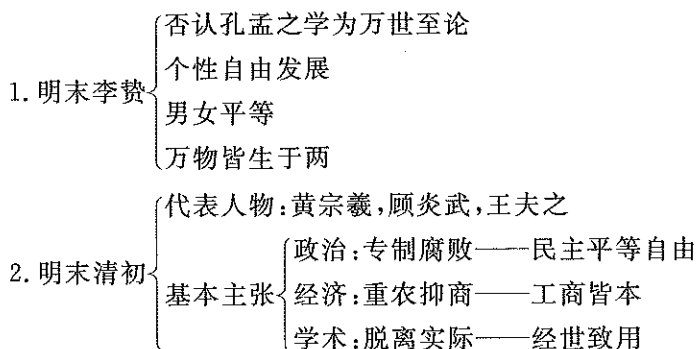 1.明末李贽
否认孔孟之学为万世至论
个性自由发展
男女平等
万物皆生于两
2.明末清初
代表人物:黄宗羲,顾炎武,王夫之
基本主张
政治:专制腐败——民主平等自由
经济:重农抑商——工商皆本
学术:脱离实际——经世致用